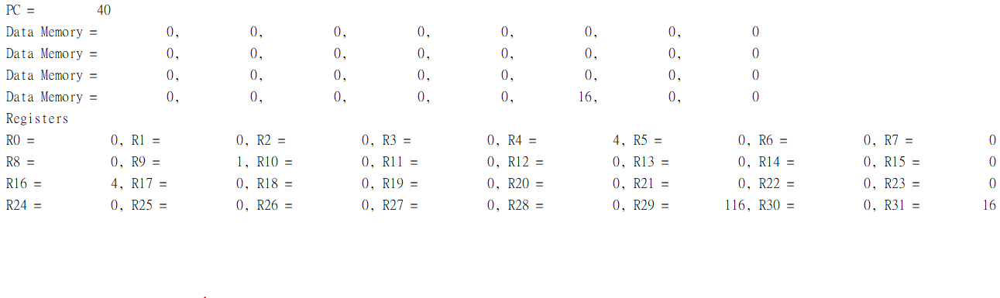 PC = 40
Data Memory = 0, 0, 0, 0, 0, 0, 0, 0
Data Memory = 0, 0, 0, 0, 0, 0, 0, 0
Data Memory = 0, 0, 0, 0, 0, 0, 0, 0
Data Memory = 0, 0, 0, 0, 0, 16, 0, 0
Registers
R0 = 0, R1 = 0, R2 = 0, R3 = 0, R4 = 4, R5 = 0, R6 = 0, R7 = 0
R8 = 0, R9 = 1, R10 = 0, R11 = 0, R12 = 0, R13 = 0, R14 = 0, R15 = 0
R16 = 4, R17 = 0, R18 = 0, R19 = 0, R20 = 0, R21 = 0, R22 = 0, R23 = 0
R24 = 0, R25 = 0, R26 = 0, R27 = 0, R28 = 0, R29 = 116, R30 = 0, R31 = 16